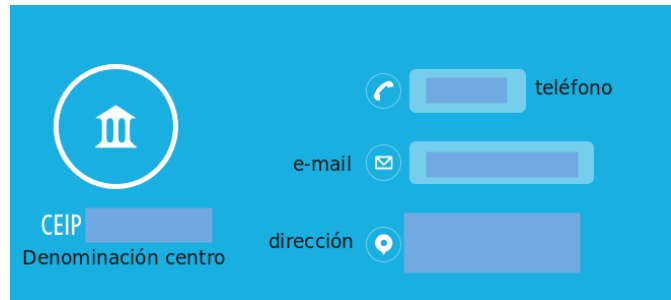 CEIP
Denominación centro
teléfono
e-mail
dirección